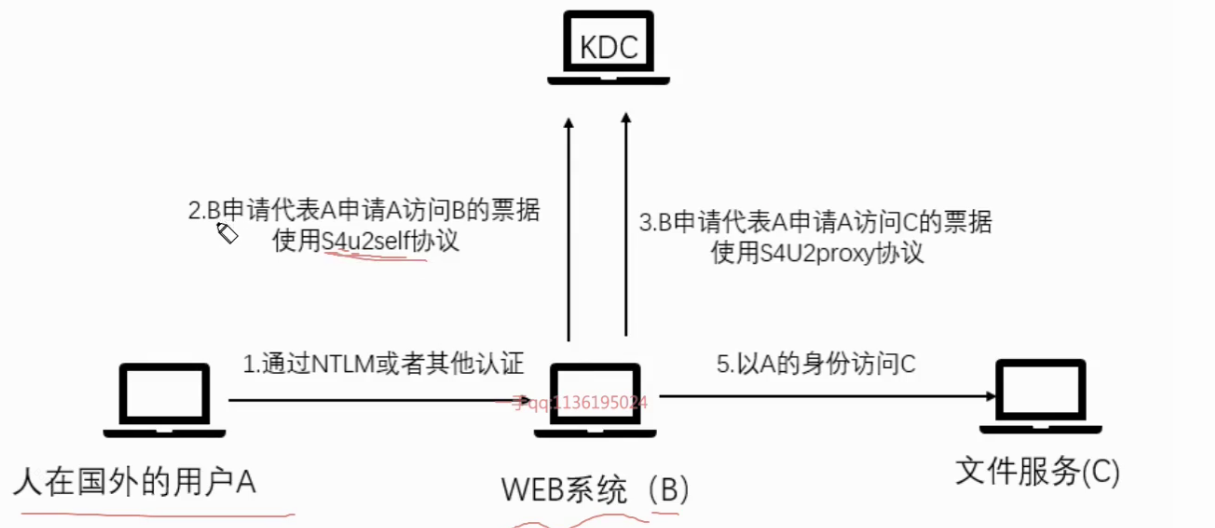 KDC
2.B申请代表A申请A访问B的票据
使用S4u2self协议
3.B申请代表A申请A访问C的票据
使用S4U2proxy协议
1.通过NTLM或者其他认证
5.以A的身份访问C
一手qq:1136195024
人在国外的用户A
WEB系统（B）
文件服务(C)